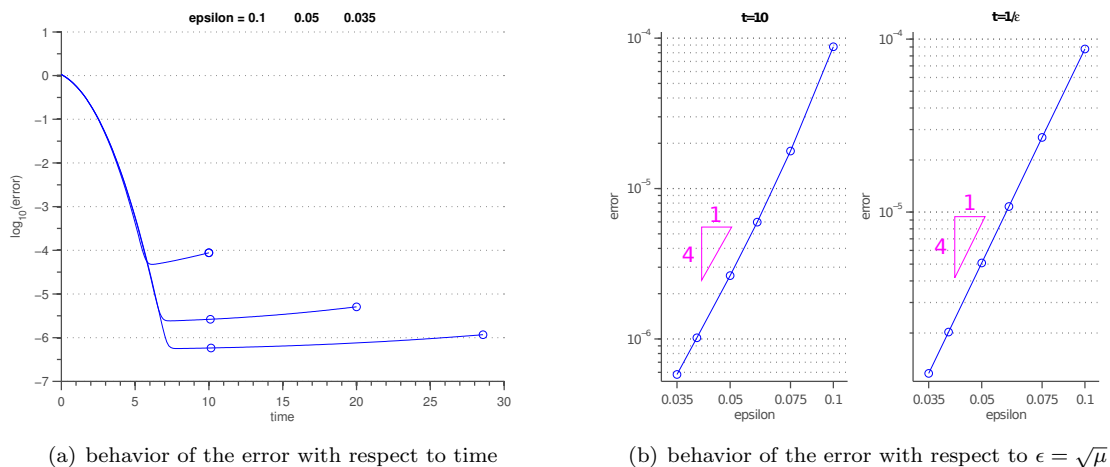 epsilon = 0.1 0.05 0.035
1
0
−1
−2
−3
−4
−5
−6
−7
log10(error)
0 5 10 15 20 25 30
time
(a) behavior of the error with respect to time
t=10
10−4
10−5
10−6
error
1
4
0.035 0.05 0.075 0.1
epsilon
t=1/ε
10−4
10−5
error
1
4
0.035 0.05 0.075 0.1
epsilon
(b) behavior of the error with respect to ϵ = √μ